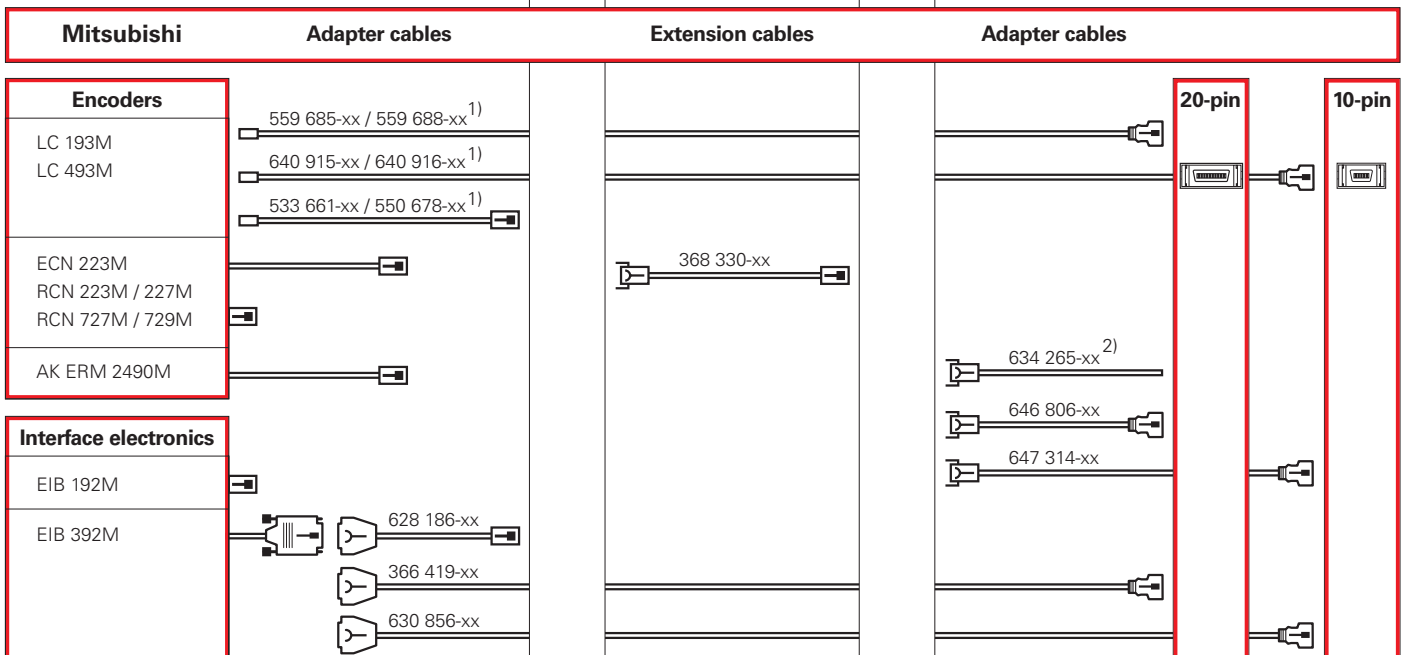 Mitsubishi Adapter cables Extension cables Adapter cables
Encoders 20-pin 10-pin
559 685-xx / 559 688-xx1)
LC 193M
LC 493M
640 915-xx / 640 916-xx1)
533 661-xx / 550 678-xx1)
ECN 223M
368 330-xx
RCN 223M / 227M
RCN 727M / 729M
634 265-xx2)
AK ERM 2490M
646 806-xx
Interface electronics
647 314-xx
EIB 192M
628 186-xx
EIB 392M
366 419-xx
630 856-xx